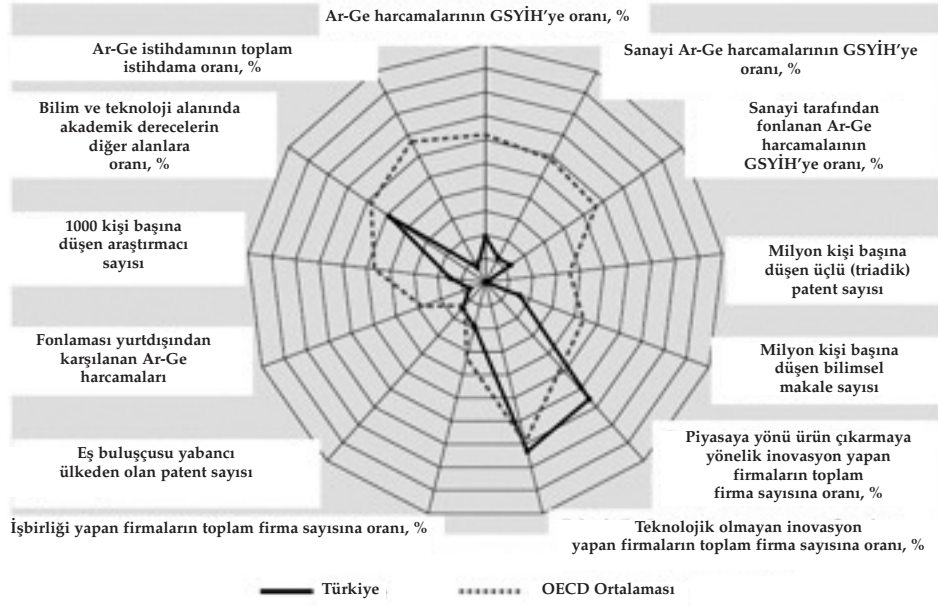 Ar-Ge harcamalarının GSYİH'ye oranı, %
Ar-Ge istihdamının toplam
istihdama oranı, %
Sanayi Ar-Ge harcamalarının GSYİH'ye
oranı, %
Bilim ve teknoloji alanında
akademik derecelerin
diğer alanlara
oranı, %
Sanayi tarafından
fonlanan Ar-Ge
harcamalaının
GSYİH'ye oranı, %
1000 kişi başına
düşen araştırmacı
sayısı
Milyon kişi başına
düşen üçlü (triadik)
patent sayısı
Fonlaması yurtdışından
karşılanan Ar-Ge
harcamaları
Milyon kişi başına
düşen bilimsel
makale sayısı
Eş buluşçusu yabancı
ülkeden olan patent sayısı
Piyasaya yönü ürün çıkarmaya
yönelik inovasyon yapan
firmaların toplam
firma sayısına oranı, %
İşbirliği yapan firmaların toplam firma sayısına oranı, %
Teknolojik olmayan inovasyon
yapan firmaların toplam firma sayısına oranı, %
Türkiye
OECD Ortalaması